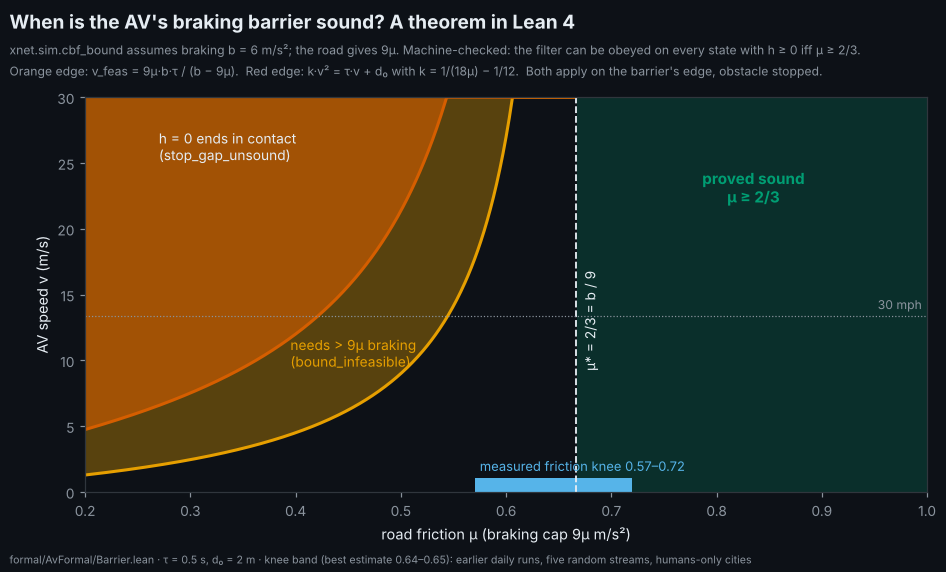 When is the AV's braking barrier sound? A theorem in Lean 4
xnet.sim.cbf_bound assumes braking b = 6 m/s²; the road gives 9μ. Machine-checked: the filter can be obeyed on every state with h ≥ 0 iff μ ≥ 2/3.
Orange edge: v_feas = 9μ·b·τ / (b − 9μ).  Red edge: k·v² = τ·v + d₀ with k = 1/(18μ) − 1/12.  Both apply on the barrier's edge, obstacle stopped.
30
h = 0 ends in contact
(stop_gap_unsound)
25
proved sound
μ ≥ 2/3
20
AV speed v (m/s)
15
μ* = 2/3 = b / 9
30 mph
needs > 9μ braking
(bound_infeasible)
10
5
measured friction knee 0.57–0.72
0
0.2
0.3
0.4
0.5
0.6
0.7
0.8
0.9
1.0
road friction μ (braking cap 9μ m/s²)
formal/AvFormal/Barrier.lean · τ = 0.5 s, d₀ = 2 m · knee band (best estimate 0.64–0.65): earlier daily runs, five random streams, humans-only cities